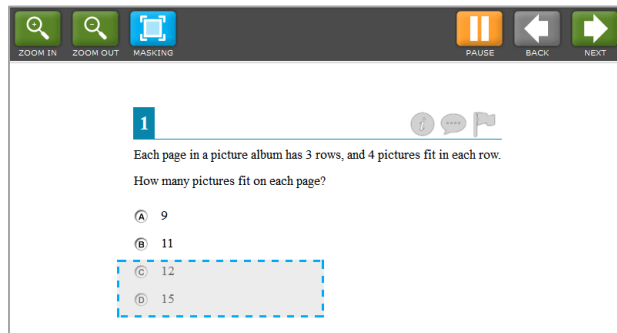 ZOOM IN ZOOM OUT MASKING PAUSE BACK NEXT
1
Each page in a picture album has 3 rows, and 4 pictures fit in each row.
How many pictures fit on each page?
A 9
B 11
C 12
D 15